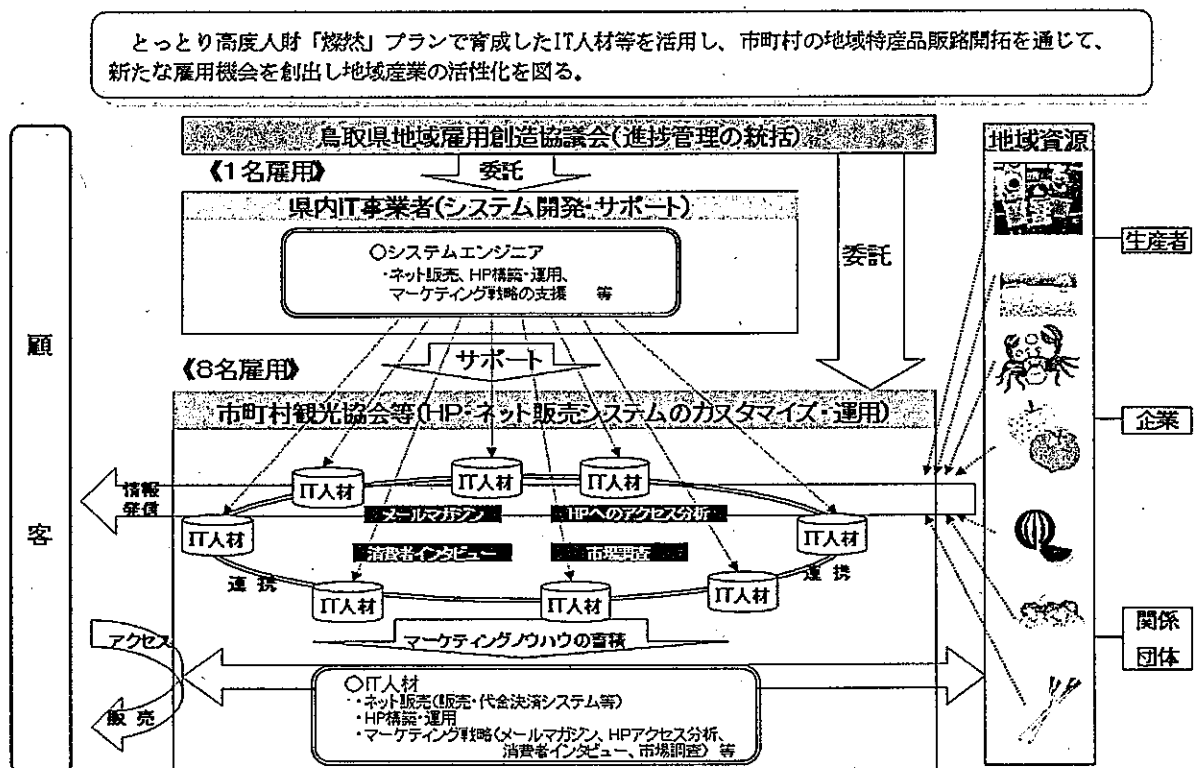 とっとり高度人財「燦然」プランで育成したIT人材等を活用し、市町村の地域特産品販路開拓を通じて、
新たな雇用機会を創出し地域産業の活性化を図る。
鳥取県地域雇用創造協議会(進捗管理の統括)
《1名雇用》
委託
県内IT事業者(システム開発・サポート)
○システムエンジニア
・ネット販売、HP構築・運用、
マーケティング戦略の支援 等
委託
地域資源
生産者
企業
関係
団体
顧
客
サポート
《8名雇用》
市町村観光協会等(HP・ネット販売システムのカスタマイズ・運用)
IT人材
IT人材
IT人材
情報
発信
メールマガジン
HPへのアクセス分析
IT人材
IT人材
消費者インタビュー
市場調査
連携
連携
IT人材
IT人材
IT人材
アクセス
マーケティングノウハウの蓄積
販売
○IT人材
・ネット販売(販売・代金決済システム等)
・HP構築・運用
・マーケティング戦略(メールマガジン、HPアクセス分析、
消費者インタビュー、市場調査) 等